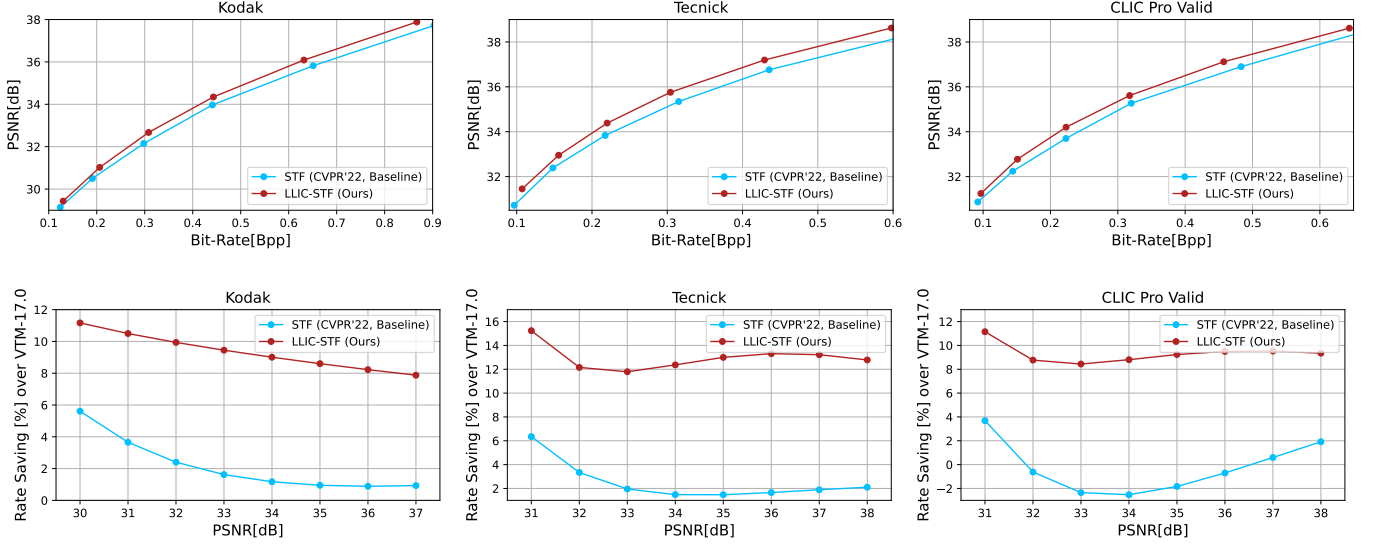 Kodak
38
36
34
32
30
PSNR[dB]
STF (CVPR'22, Baseline)
LLIC-STF (Ours)
0.1 0.2 0.3 0.4 0.5 0.6 0.7 0.8 0.9
Bit-Rate[Bpp]
Tecnick
38
36
34
32
PSNR[dB]
STF (CVPR'22, Baseline)
LLIC-STF (Ours)
0.1 0.2 0.3 0.4 0.5 0.6
Bit-Rate[Bpp]
CLIC Pro Valid
38
36
34
32
PSNR[dB]
STF (CVPR'22, Baseline)
LLIC-STF (Ours)
0.1 0.2 0.3 0.4 0.5 0.6
Bit-Rate[Bpp]
Kodak
12
10
8
6
4
2
0
Rate Saving [%] over VTM-17.0
STF (CVPR'22, Baseline)
LLIC-STF (Ours)
30 31 32 33 34 35 36 37
PSNR[dB]
Tecnick
16
14
12
10
8
6
4
2
Rate Saving [%] over VTM-17.0
STF (CVPR'22, Baseline)
LLIC-STF (Ours)
31 32 33 34 35 36 37 38
PSNR[dB]
CLIC Pro Valid
12
10
8
6
4
2
0
−2
Rate Saving [%] over VTM-17.0
STF (CVPR'22, Baseline)
LLIC-STF (Ours)
31 32 33 34 35 36 37 38
PSNR[dB]